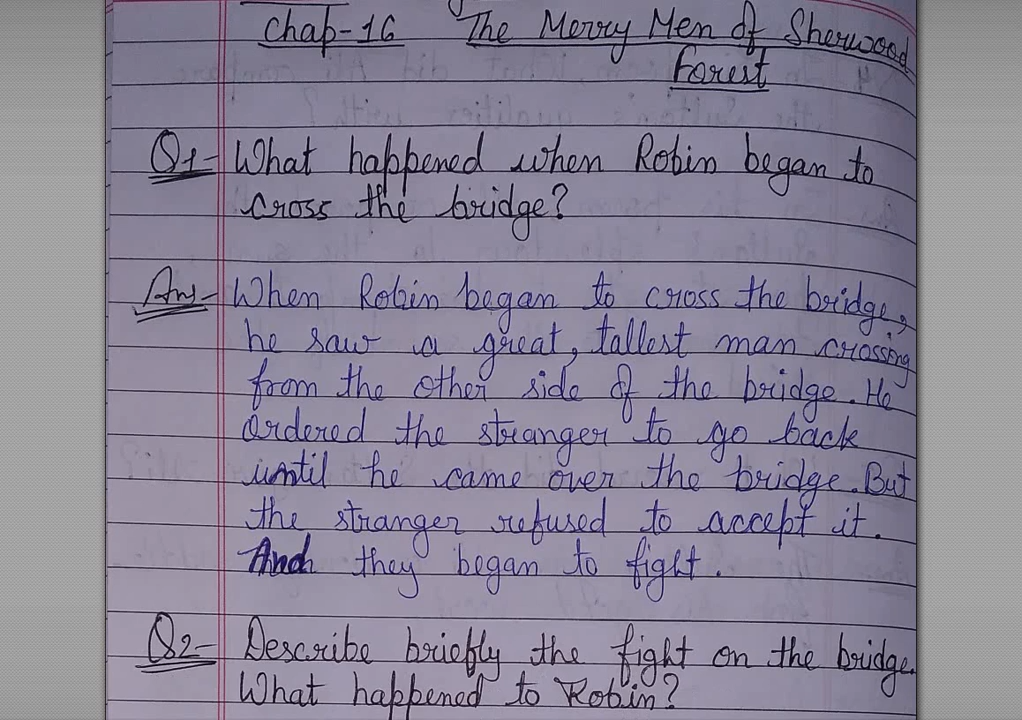 Chap-16 The Merry Men of Sherwood
Forest
Q1- What happened when Robin began to
cross the bridge?
Ans- When Robin began to cross the bridge,
he saw a great, tallest man crossing
from the other side of the bridge. He
ordered the stranger to go back
until he came over the bridge. But
the stranger refused to accept it.
And they began to fight.
Q2- Describe briefly the fight on the bridge.
What happened to Robin?